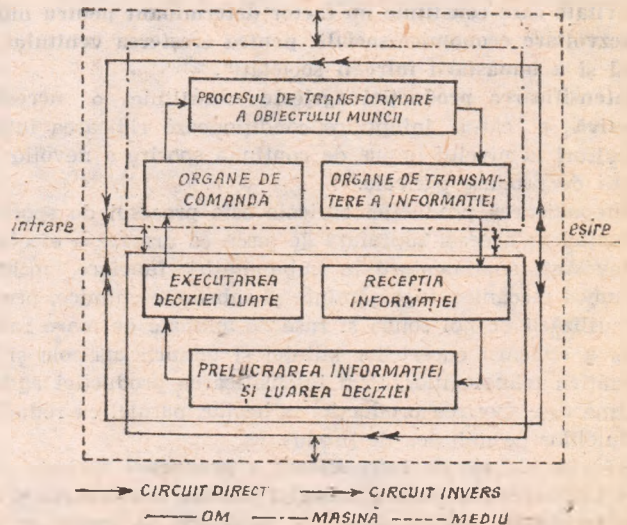 PROCESUL DE TRANSFORMARE
A OBIECTULUI MUNCII
ORGANE DE
COMANDĂ
ORGANE DE TRANSMI-
TERE A INFORMAȚIEI
intrare
eșire
EXECUTAREA
DECIZIEI LUATE
RECEPȚIA
INFORMAȚIEI
PRELUCRAREA INFORMAȚIEI
ȘI LUAREA DECIZIEI
CIRCUIT DIRECT
CIRCUIT INVERS
OM
MAȘINĂ
MEDIU